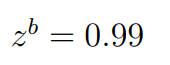 z^b = 0.99